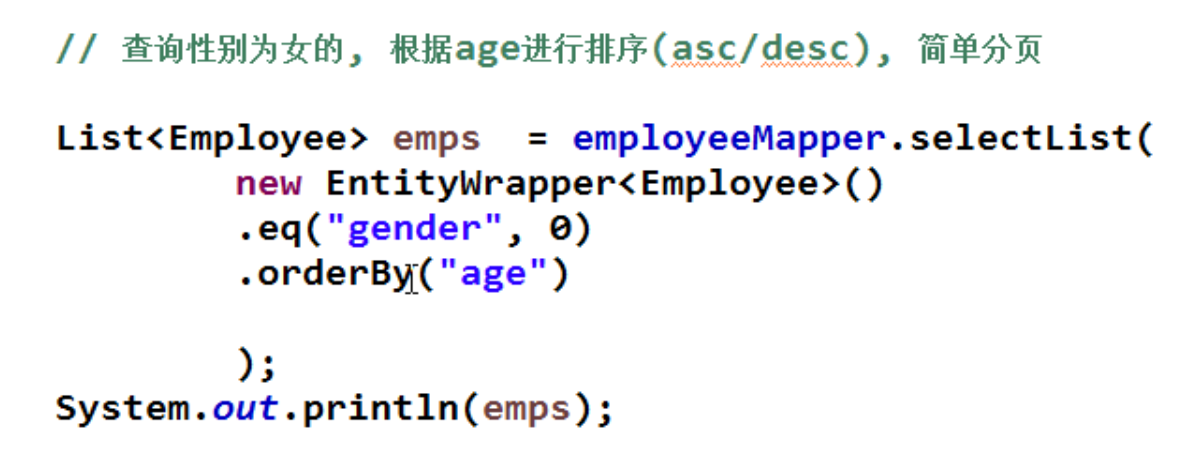 // 查询性别为女的, 根据age进行排序(asc/desc), 简单分页
List<Employee> emps  = employeeMapper.selectList(
new EntityWrapper<Employee>()
.eq("gender", 0)
.orderBy("age")
);
System.out.println(emps);